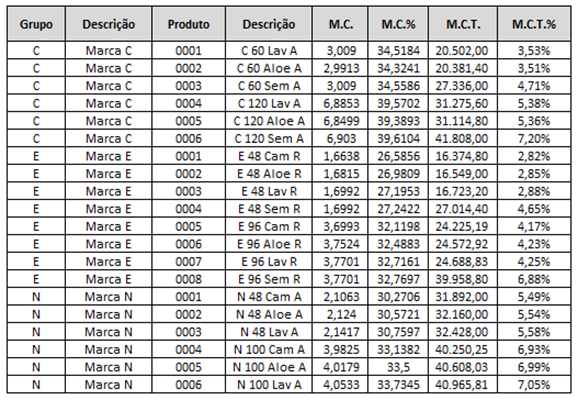 Grupo Descrição Produto Descrição M.C. M.C.% M.C.T. M.C.T.%
C Marca C 0001 C 60 Lav A 3,009 34,5184 20.502,00 3,53%
C Marca C 0002 C 60 Aloe A 2,9913 34,3241 20.381,40 3,51%
C Marca C 0003 C 60 Sem A 3,009 34,5586 27.336,00 4,71%
C Marca C 0004 C 120 Lav A 6,8853 39,5702 31.275,60 5,38%
C Marca C 0005 C 120 Aloe A 6,8499 39,3893 31.114,80 5,36%
C Marca C 0006 C 120 Sem A 6,903 39,6104 41.808,00 7,20%
E Marca E 0001 E 48 Cam R 1,6638 26,5856 16.374,80 2,82%
E Marca E 0002 E 48 Aloe R 1,6815 26,9809 16.549,00 2,85%
E Marca E 0003 E 48 Lav R 1,6992 27,1953 16.723,20 2,88%
E Marca E 0004 E 48 Sem R 1,6992 27,2422 27.014,40 4,65%
E Marca E 0005 E 96 Cam R 3,6993 32,1198 24.225,19 4,17%
E Marca E 0006 E 96 Aloe R 3,7524 32,4883 24.572,92 4,23%
E Marca E 0007 E 96 Lav R 3,7701 32,7161 24.688,83 4,25%
E Marca E 0008 E 96 Sem R 3,7701 32,7697 39.958,80 6,88%
N Marca N 0001 N 48 Cam A 2,1063 30,2706 31.892,00 5,49%
N Marca N 0002 N 48 Aloe A 2,124 30,5721 32.160,00 5,54%
N Marca N 0003 N 48 Lav A 2,1417 30,7597 32.428,00 5,58%
N Marca N 0004 N 100 Cam A 3,9825 33,1382 40.250,25 6,93%
N Marca N 0005 N 100 Aloe A 4,0179 33,5 40.608,03 6,99%
N Marca N 0006 N 100 Lav A 4,0533 33,7345 40.965,81 7,05%